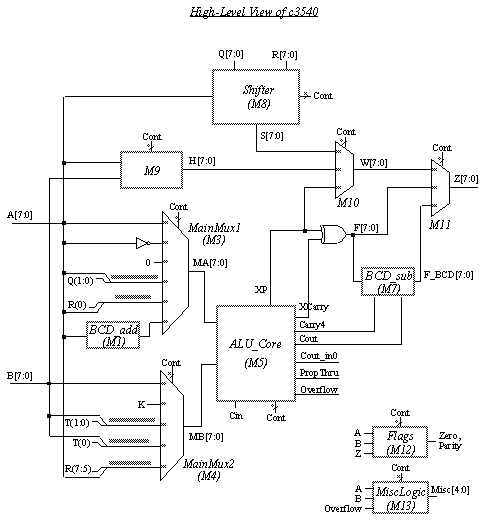 High-Level View of c3540
Q[7:0] R[7:0]
Shifter
(M8)
Cont
S[7:0]
Cont
Cont
M9
H[7:0]
W[7:0]
Cont
Z[7:0]
M10
M11
A[7:0]
Cont
MainMux1
(M3)
F[7:0]
0
MA[7:0]
Q(1:0)
BCD_sub
(M7)
F_BCD[7:0]
XP
R(0)
XCarry
BCD_add
(M1)
Carry4
ALU_Core
(M5)
Cout
Cout_in0
B[7:0]
Cont
PropThru
Overflow
K
Cin
Cont
T(1:0)
MB[7:0]
T(0)
R(7:5)
MainMux2
(M4)
Cont
A
B
Z
Flags
(M12)
Zero,
Parity
Cont
A
B
Overflow
MiscLogic
(M13)
Misc[4:0]